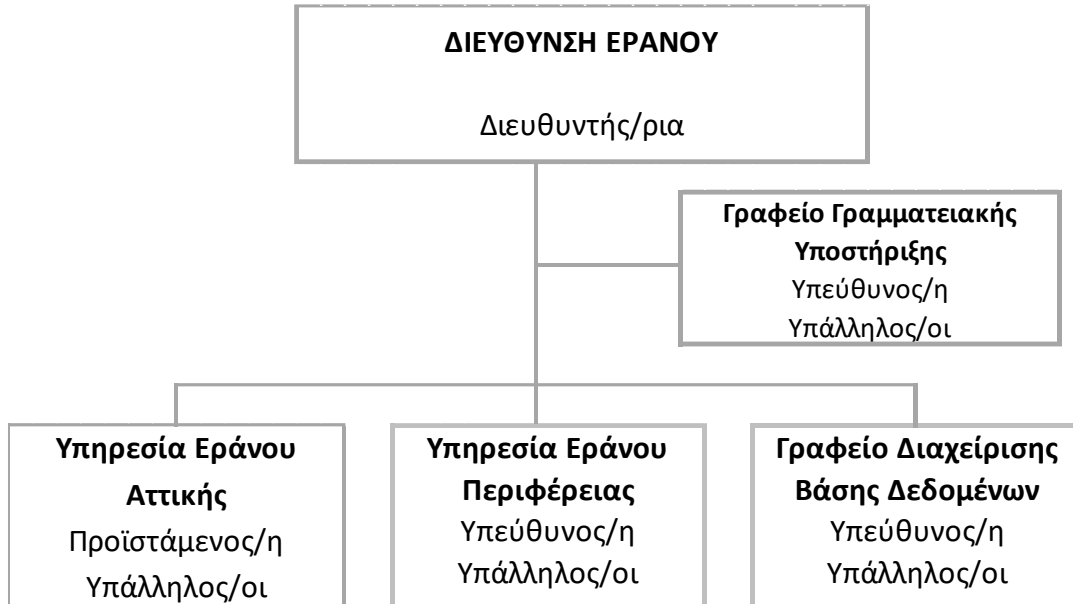 ΔΙΕΥΘΥΝΣΗ ΕΡΑΝΟΥ
Διευθυντής/ρια
Γραφείο Γραμματειακής
Υποστήριξης
Υπεύθυνος/η
Υπάλληλος/οι
Υπηρεσία Εράνου
Αττικής
Προϊστάμενος/η
Υπάλληλος/οι
Υπηρεσία Εράνου
Περιφέρειας
Υπεύθυνος/η
Υπάλληλος/οι
Γραφείο Διαχείρισης
Βάσης Δεδομένων
Υπεύθυνος/η
Υπάλληλος/οι